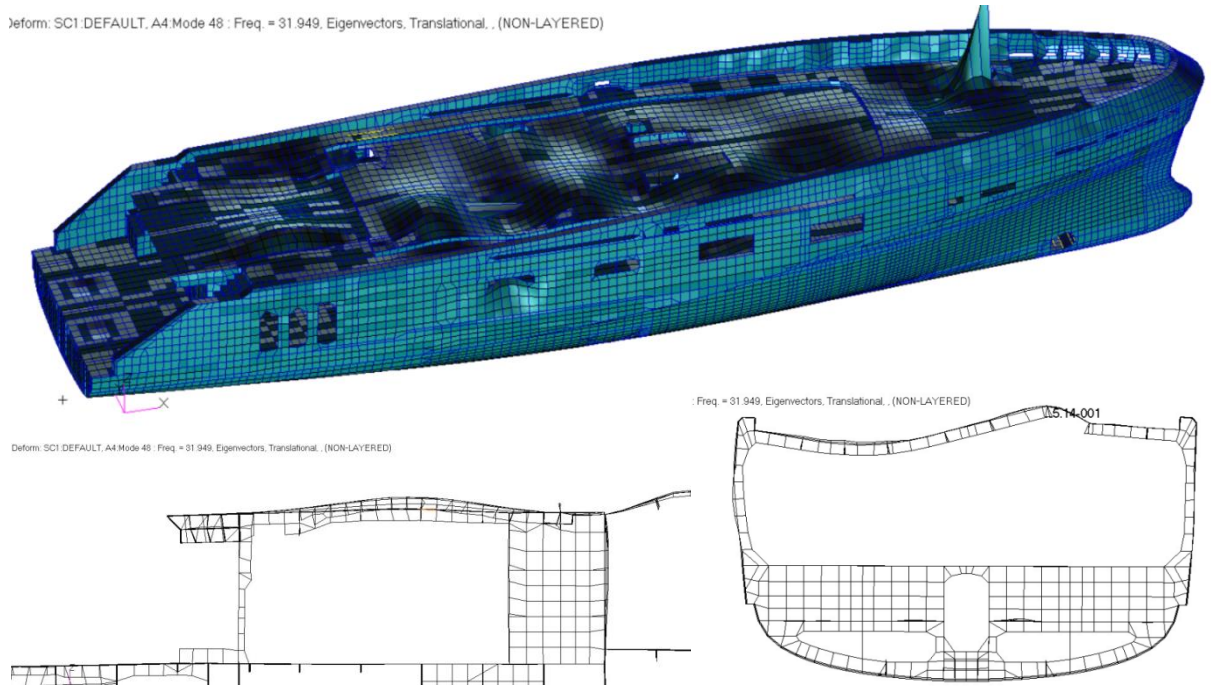 Deform: SC1:DEFAULT, A4:Mode 48 : Freq. = 31.949, Eigenvectors, Translational, , (NON-LAYERED)
X
: Freq. = 31.949, Eigenvectors, Translational, , (NON-LAYERED)
5.14-001
Deform: SC1:DEFAULT, A4:Mode 48 : Freq. = 31.949, Eigenvectors, Translational, , (NON-LAYERED)